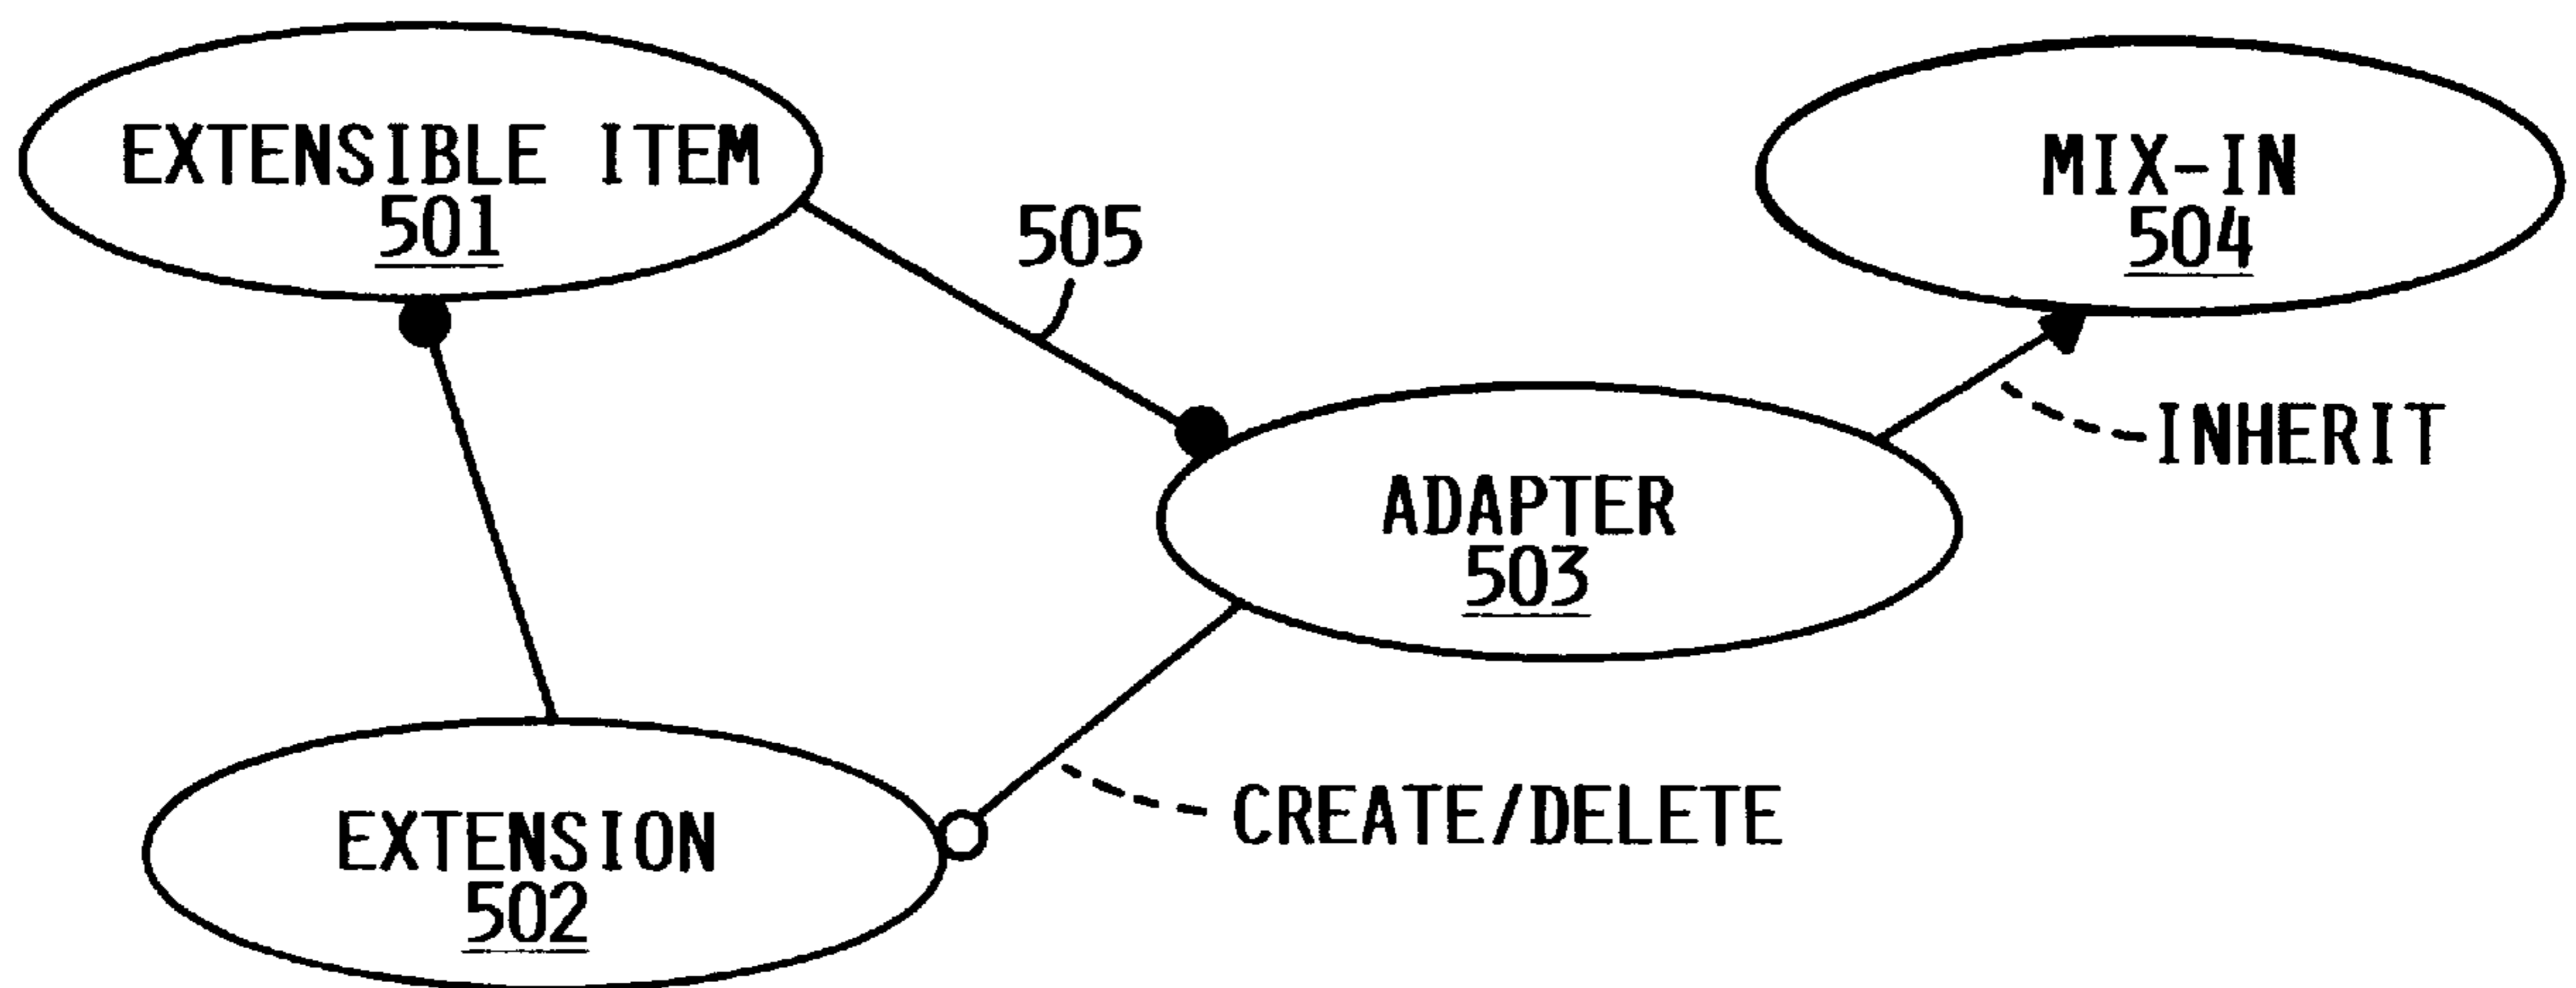 EXTENSIBLE ITEM
501
505
MIX-IN
504
INHERIT
ADAPTER
503
CREATE/DELETE
EXTENSION
502